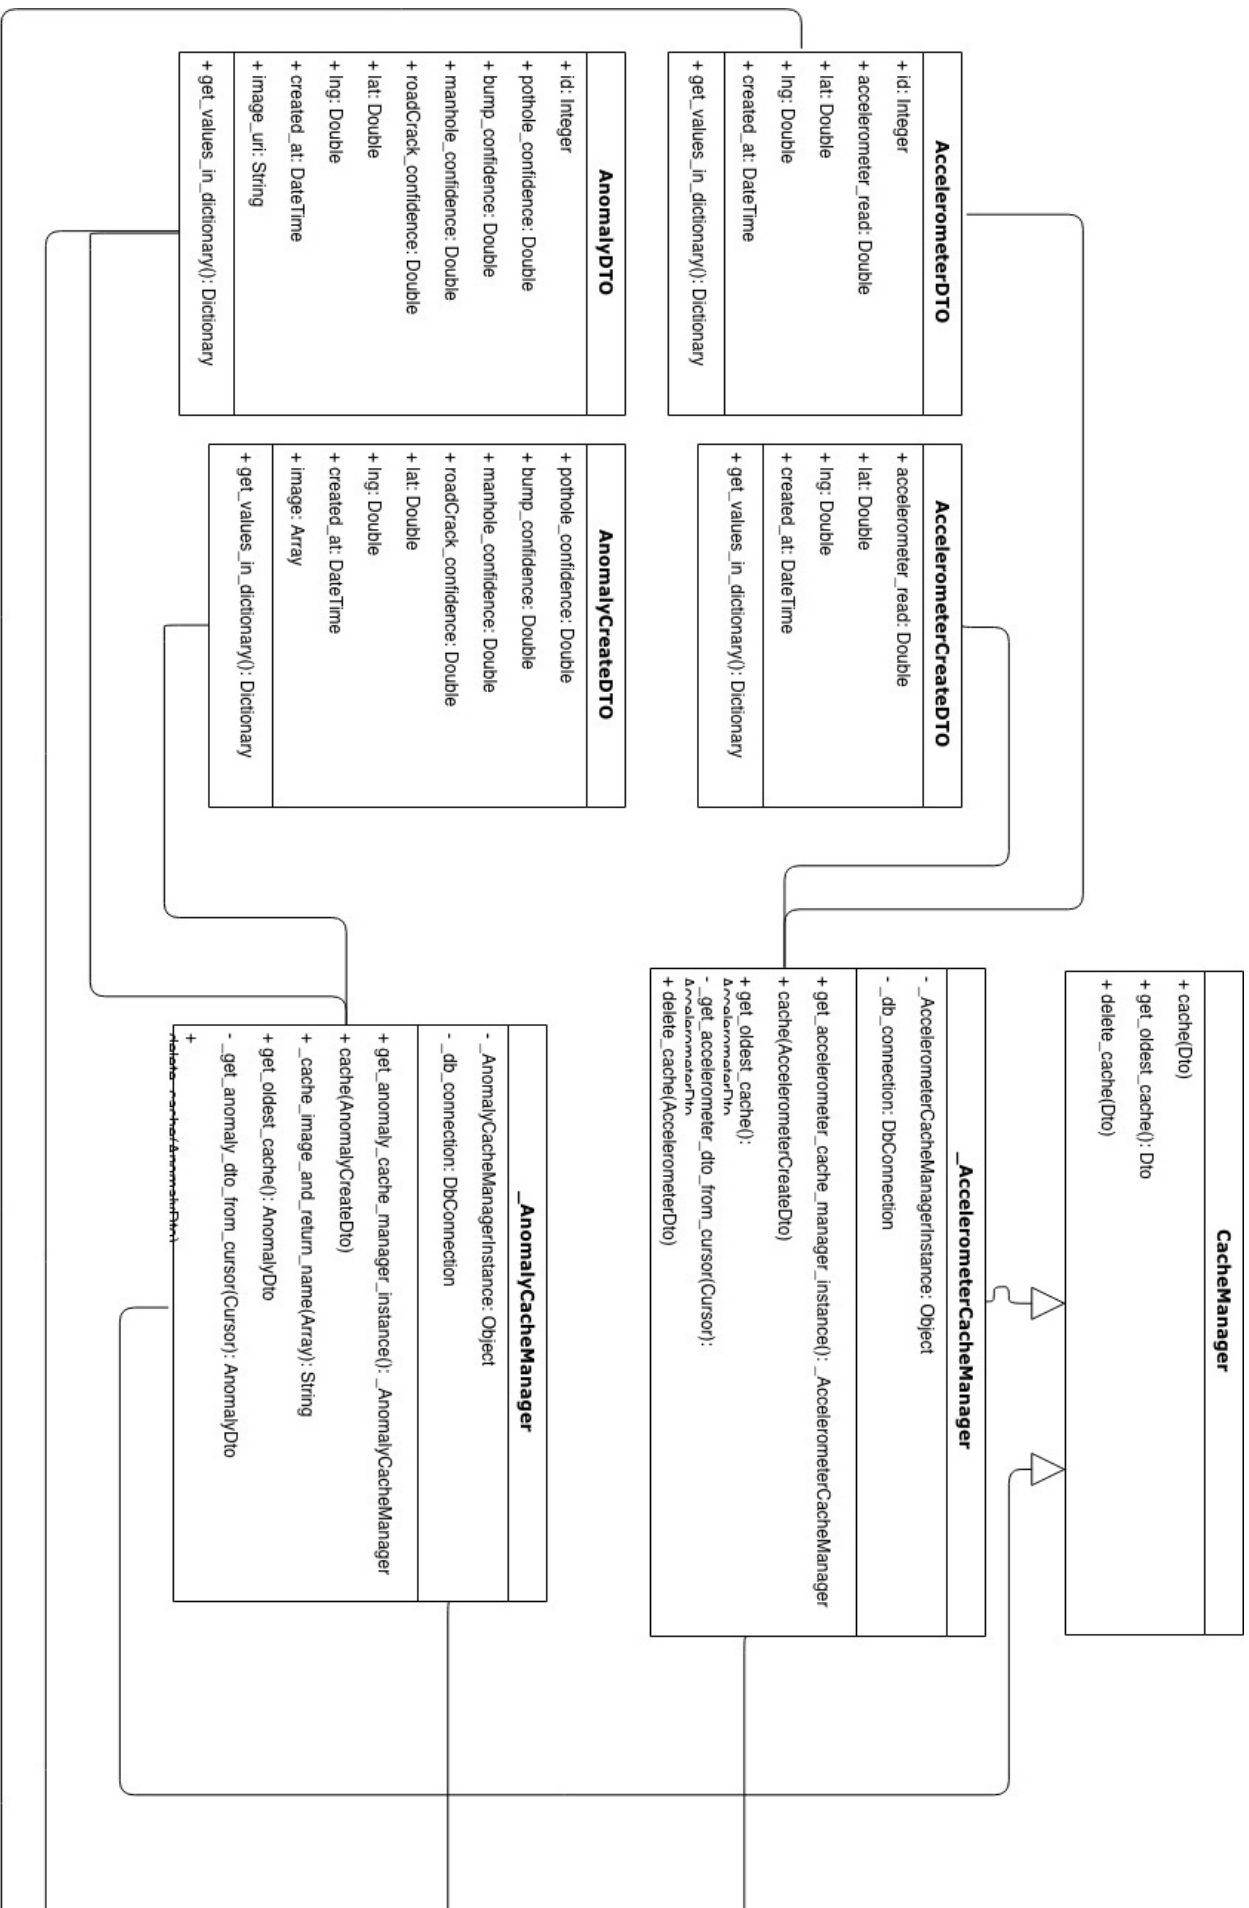 CacheManager
+ cache(Dto)
+ get_oldest_cache(): Dto
+ delete_cache(Dto)
AccelerometerDTO
+ id: Integer
+ accelerometer_read: Double
+ lat: Double
+ lng: Double
+ created_at: DateTime
+ get_values_in_dictionary(): Dictionary
AccelerometerCreateDTO
+ accelerometer_read: Double
+ lat: Double
+ lng: Double
+ created_at: DateTime
+ get_values_in_dictionary(): Dictionary
_AccelerometerCacheManager
- _AccelerometerCacheManagerInstance: Object
- _db_connection: DbConnection
+ get_accelerometer_cache_manager_instance(): _AccelerometerCacheManager
+ cache(AccelerometerCreateDto)
+ get_oldest_cache():
AccelerometerDto
- _get_accelerometer_dto_from_cursor(Cursor):
AccelerometerDto
+ delete_cache(AccelerometerDto)
AnomalyDTO
+ id: Integer
+ pothole_confidence: Double
+ bump_confidence: Double
+ manhole_confidence: Double
+ roadCrack_confidence: Double
+ lat: Double
+ lng: Double
+ created_at: DateTime
+ image_uri: String
+ get_values_in_dictionary(): Dictionary
AnomalyCreateDTO
+ pothole_confidence: Double
+ bump_confidence: Double
+ manhole_confidence: Double
+ roadCrack_confidence: Double
+ lat: Double
+ lng: Double
+ created_at: DateTime
+ image: Array
+ get_values_in_dictionary(): Dictionary
_AnomalyCacheManager
- _AnomalyCacheManagerInstance: Object
- _db_connection: DbConnection
+ get_anomaly_cache_manager_instance(): _AnomalyCacheManager
+ cache(AnomalyCreateDto)
+ _cache_image_and_return_name(Array): String
+ get_oldest_cache(): AnomalyDto
- _get_anomaly_dto_from_cursor(Cursor): AnomalyDto
+
delete_cache(AnomalyDto)